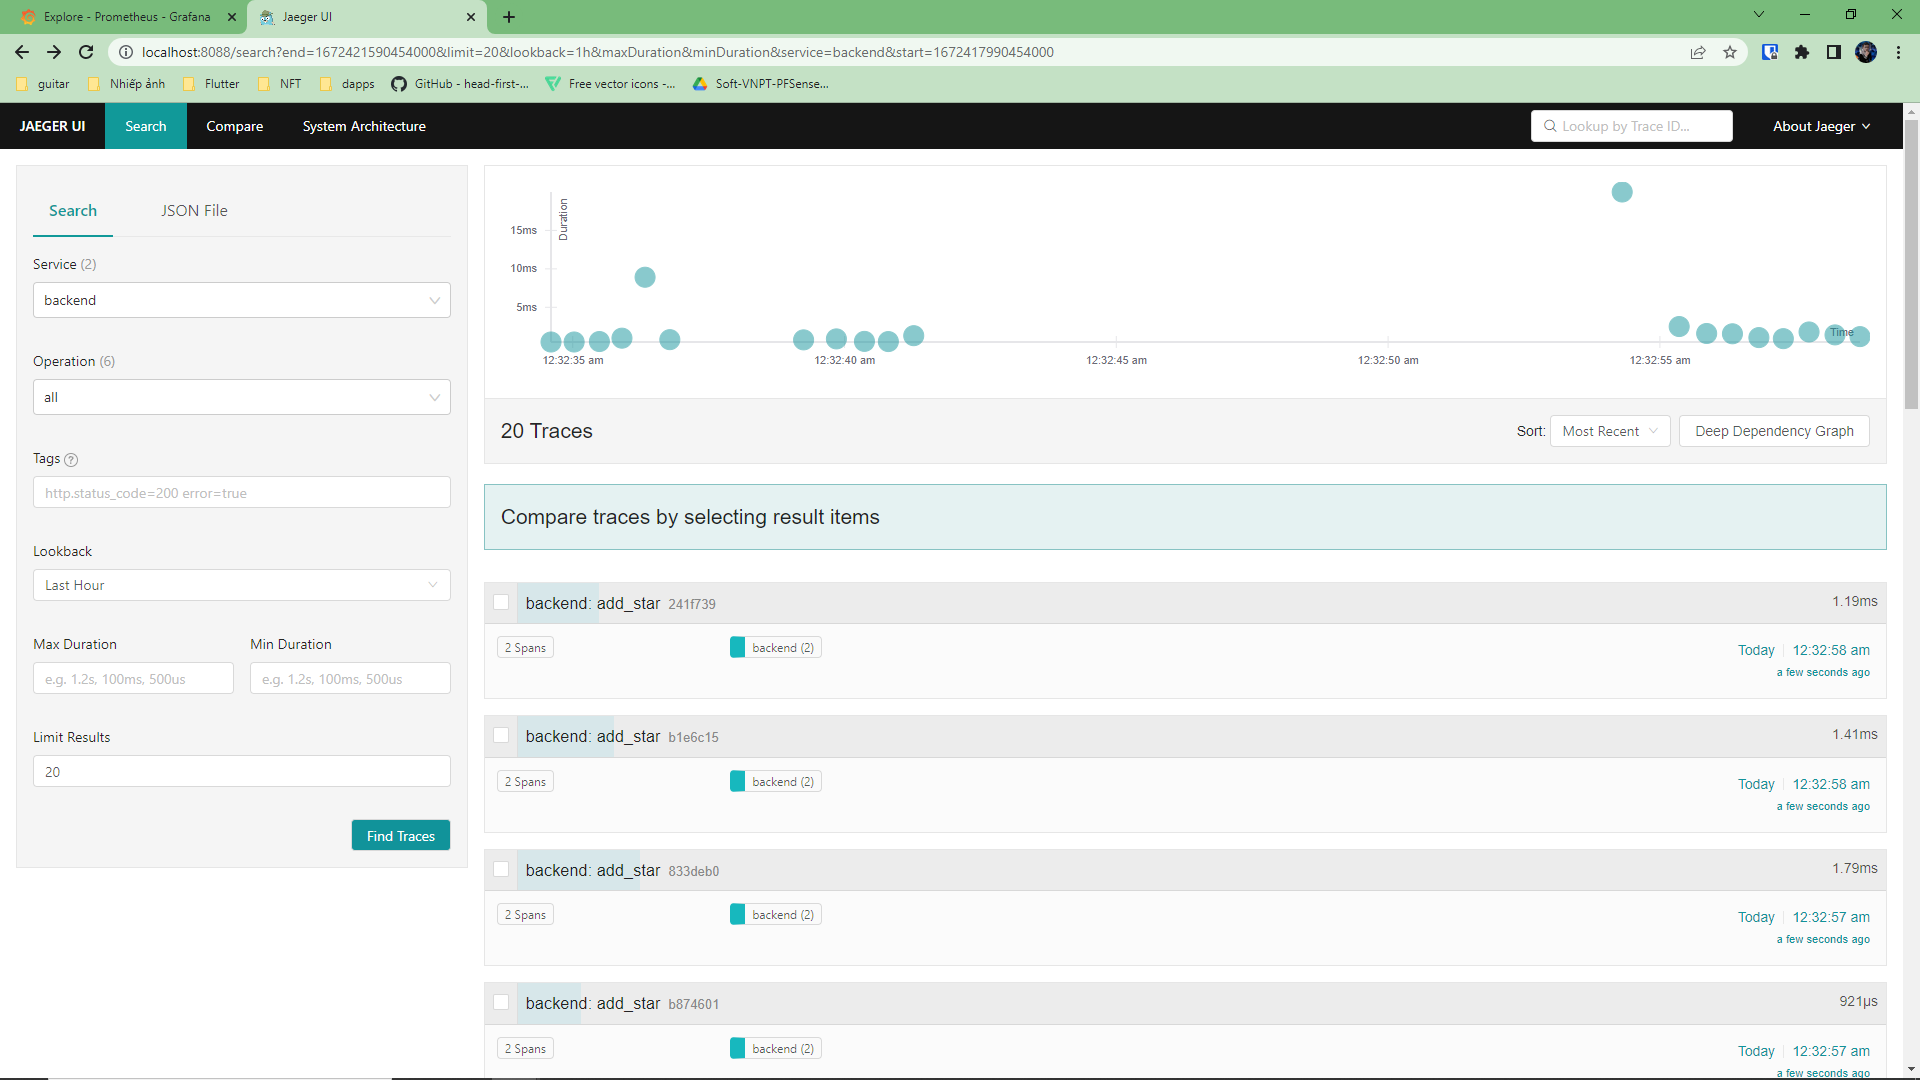 Explore - Prometheus - Grafana
Jaeger UI
localhost:8088/search?end=1672421590454000&limit=20&lookback=1h&maxDuration&minDuration&service=backend&start=1672417990454000
guitar Nhiếp ảnh Flutter NFT dapps GitHub - head-first-... Free vector icons -... Soft-VNPT-PFSense...
JAEGER UI Search Compare System Architecture Lookup by Trace ID... About Jaeger
Search JSON File
Service (2)
backend
Operation (6)
all
Tags ?
http.status_code=200 error=true
Lookback
Last Hour
Max Duration Min Duration
e.g. 1.2s, 100ms, 500us e.g. 1.2s, 100ms, 500us
Limit Results
20
Find Traces
Duration
15ms
10ms
5ms
Time
12:32:35 am 12:32:40 am 12:32:45 am 12:32:50 am 12:32:55 am
20 Traces Sort: Most Recent Deep Dependency Graph
Compare traces by selecting result items
backend: add_star 241f739 1.19ms
2 Spans backend (2) Today 12:32:58 am
a few seconds ago
backend: add_star b1e6c15 1.41ms
2 Spans backend (2) Today 12:32:58 am
a few seconds ago
backend: add_star 833deb0 1.79ms
2 Spans backend (2) Today 12:32:57 am
a few seconds ago
backend: add_star b874601 921µs
2 Spans backend (2) Today 12:32:57 am
a few seconds ago